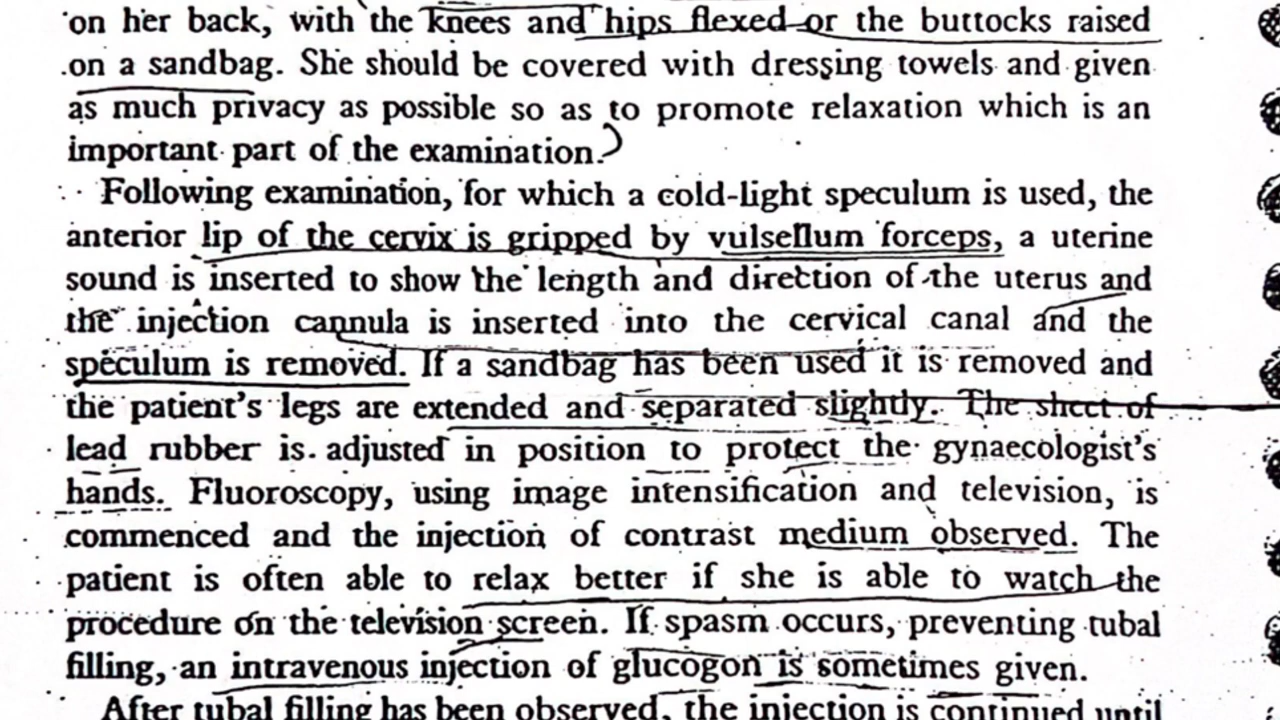 on her back, with the knees and hips flexed or the buttocks raised
on a sandbag. She should be covered with dressing towels and given
as much privacy as possible so as to promote relaxation which is an
important part of the examination.
Following examination, for which a cold-light speculum is used, the
anterior lip of the cervix is gripped by vulsellum forceps, a uterine
sound is inserted to show the length and direction of the uterus and
the injection cannula is inserted into the cervical canal and the
speculum is removed. If a sandbag has been used it is removed and
the patient's legs are extended and separated slightly. The sheet of
lead rubber is adjusted in position to protect the gynaecologist's
hands. Fluoroscopy, using image intensification and television, is
commenced and the injection of contrast medium observed. The
patient is often able to relax better if she is able to watch the
procedure on the television screen. If spasm occurs, preventing tubal
filling, an intravenous injection of glucogon is sometimes given.
After tubal filling has been observed, the injection is continued until